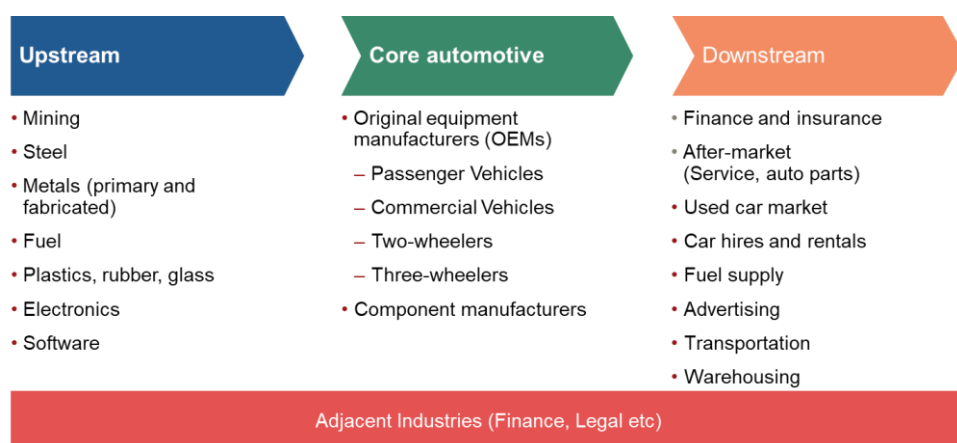 Upstream
• Mining
• Steel
• Metals (primary and
fabricated)
• Fuel
• Plastics, rubber, glass
• Electronics
• Software
Core automotive
• Original equipment
manufacturers (OEMs)
– Passenger Vehicles
– Commercial Vehicles
– Two-wheelers
– Three-wheelers
• Component manufacturers
Downstream
• Finance and insurance
• After-market
(Service, auto parts)
• Used car market
• Car hires and rentals
• Fuel supply
• Advertising
• Transportation
• Warehousing
Adjacent Industries (Finance, Legal etc)